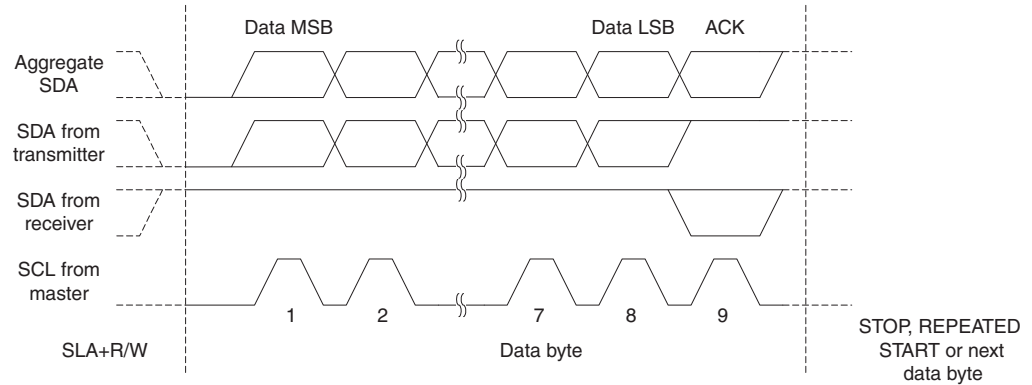 Data MSB
Data LSB
ACK
Aggregate
SDA
SDA from
transmitter
SDA from
receiver
SCL from
master
1
2
7
8
9
SLA+R/W
Data byte
STOP, REPEATED
START or next
data byte